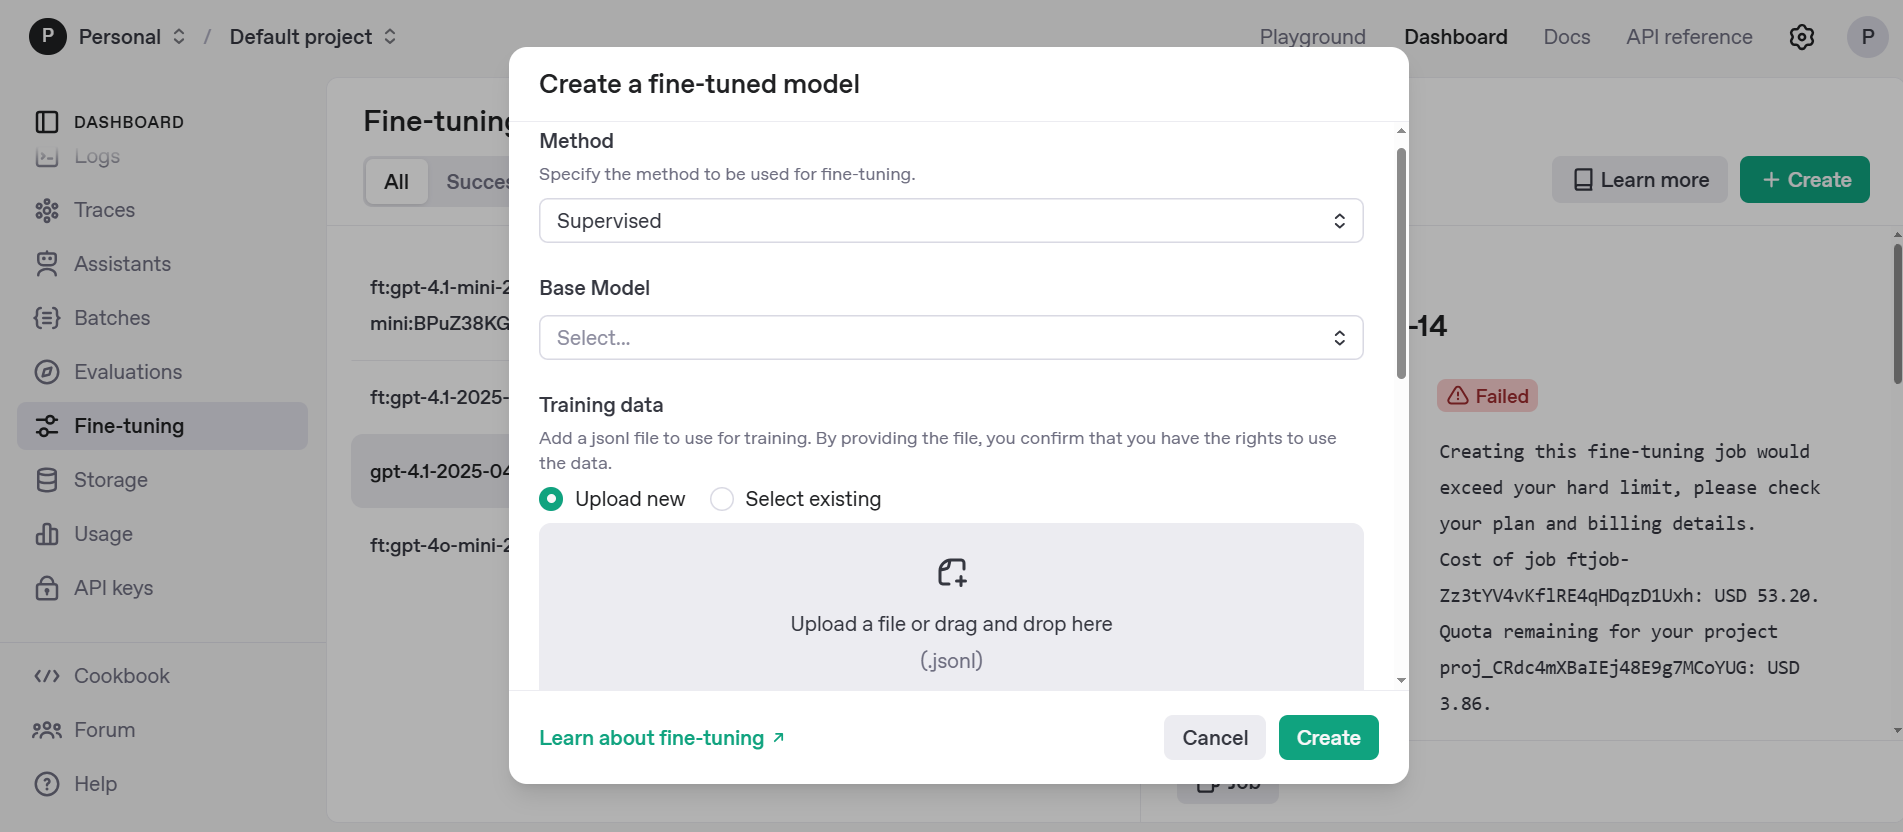 P Personal / Default project
Playground Dashboard Docs API reference P
DASHBOARD
Logs
Traces
Assistants
Batches
Evaluations
Fine-tuning
Storage
Usage
API keys
Cookbook
Forum
Help
Fine-tuning
All Succes
Learn more
+ Create
ft:gpt-4.1-mini-2
mini:BPuZ38KG
ft:gpt-4.1-2025-
gpt-4.1-2025-04
ft:gpt-4o-mini-2
Create a fine-tuned model
Method
Specify the method to be used for fine-tuning.
Supervised
Base Model
Select...
Training data
Add a jsonl file to use for training. By providing the file, you confirm that you have the rights to use
the data.
Upload new Select existing
Upload a file or drag and drop here
(.jsonl)
Learn about fine-tuning ↗
Cancel
Create
-14
Failed
Creating this fine-tuning job would
exceed your hard limit, please check
your plan and billing details.
Cost of job ftjob-
Zz3tYV4vKflRE4qHDqzD1Uxh: USD 53.20.
Quota remaining for your project
proj_CRdc4mXBaIEj48E9g7MCoYUG: USD
3.86.
Job